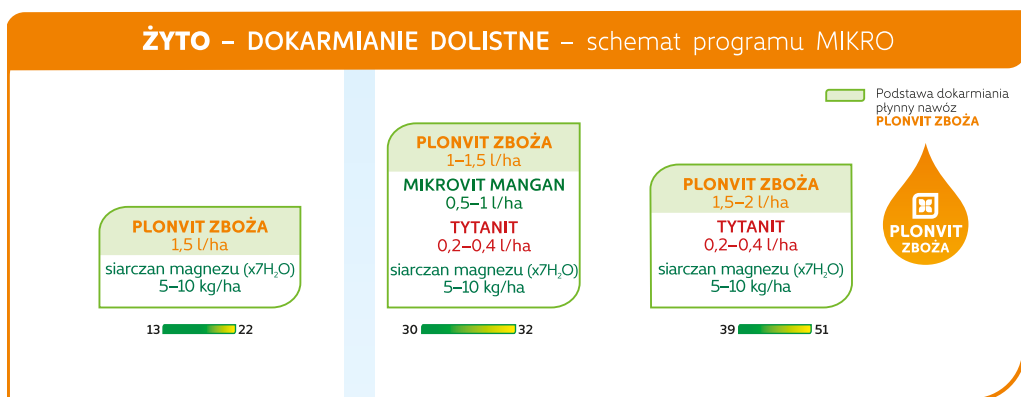 ŻYTO – DOKARMIANIE DOLISTNE – schemat programu MIKRO
Podstawa dokarmiania
płynny nawóz
PLONVIT ZBOŻA
PLONVIT ZBOŻA
1,5 l/ha
siarczan magnezu (x7H₂O)
5–10 kg/ha
13 22
PLONVIT ZBOŻA
1–1,5 l/ha
MIKROVIT MANGAN
0,5–1 l/ha
TYTANIT
0,2–0,4 l/ha
siarczan magnezu (x7H₂O)
5–10 kg/ha
30 32
PLONVIT ZBOŻA
1,5–2 l/ha
TYTANIT
0,2–0,4 l/ha
siarczan magnezu (x7H₂O)
5–10 kg/ha
39 51
PLONVIT
ZBOŻA